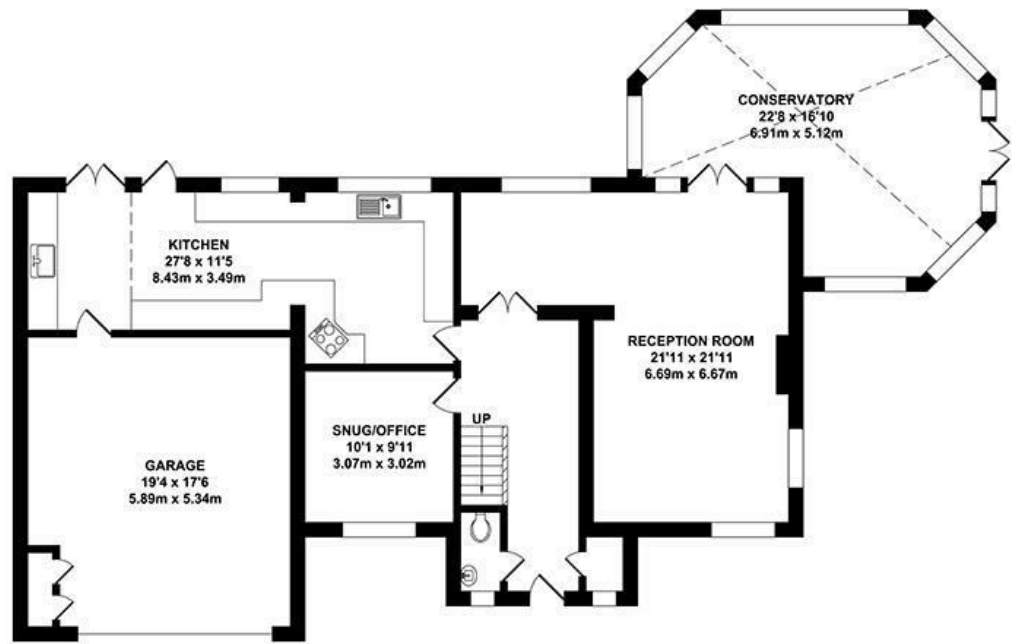 CONSERVATORY
22'8 x 16'10
6.91m x 5.12m
KITCHEN
27'8 x 11'5
8.43m x 3.49m
RECEPTION ROOM
21'11 x 21'11
6.69m x 6.67m
UP
SNUG/OFFICE
10'1 x 9'11
3.07m x 3.02m
GARAGE
19'4 x 17'6
5.89m x 5.34m